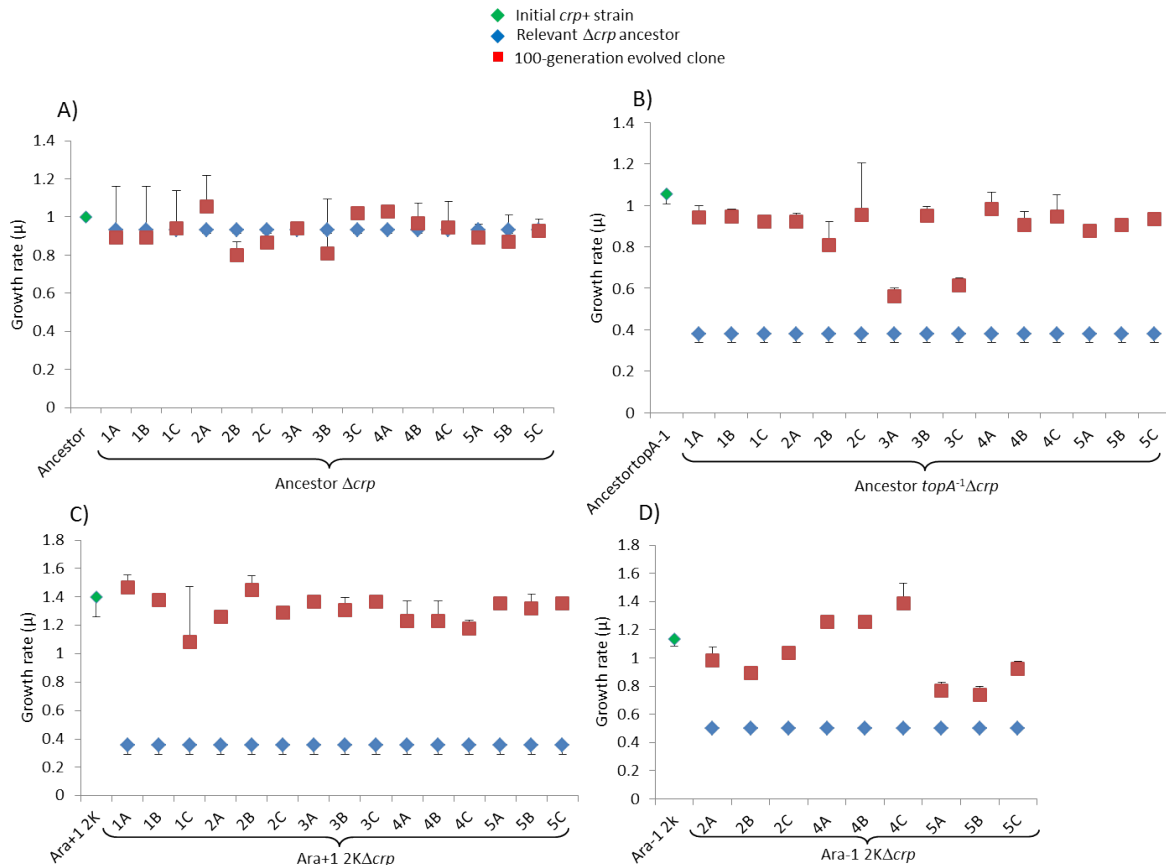 Initial crp+ strain
Relevant Δcrp ancestor
100-generation evolved clone
A)
Growth rate (μ)
1.4
1.2
1
0.8
0.6
0.4
0.2
0
Ancestor
1A
1B
1C
2A
2B
2C
3A
3B
3C
4A
4B
4C
5A
5B
5C
Ancestor Δcrp
B)
Growth rate (μ)
1.4
1.2
1
0.8
0.6
0.4
0.2
0
AncestortopA-1
1A
1B
1C
2A
2B
2C
3A
3B
3C
4A
4B
4C
5A
5B
5C
Ancestor topA⁻¹Δcrp
C)
Growth rate (μ)
1.8
1.6
1.4
1.2
1
0.8
0.6
0.4
0.2
0
Ara+1 2K
1A
1B
1C
2A
2B
2C
3A
3B
3C
4A
4B
4C
5A
5B
5C
Ara+1 2KΔcrp
D)
Growth rate (μ)
1.8
1.6
1.4
1.2
1
0.8
0.6
0.4
0.2
0
Ara-1 2k
2A
2B
2C
4A
4B
4C
5A
5B
5C
Ara-1 2KΔcrp